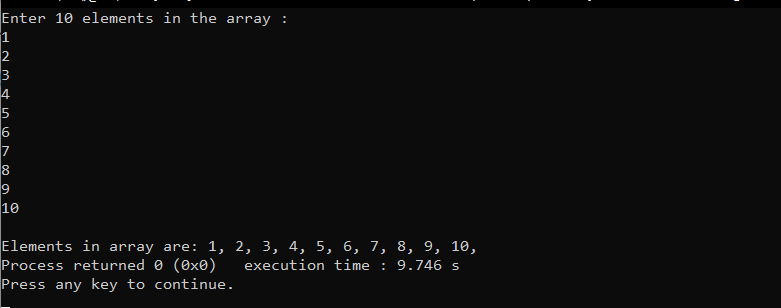 Enter 10 elements in the array :
1
2
3
4
5
6
7
8
9
10
Elements in array are: 1, 2, 3, 4, 5, 6, 7, 8, 9, 10,
Process returned 0 (0x0)   execution time : 9.746 s
Press any key to continue.